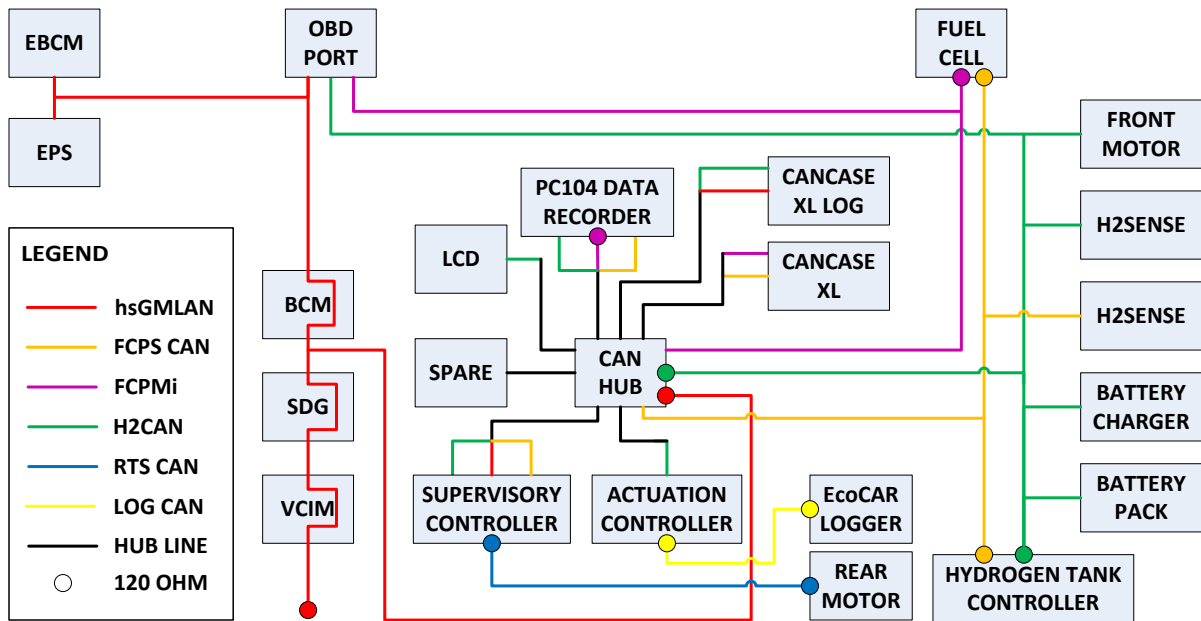 EBCM
OBD
PORT
FUEL
CELL
EPS
FRONT
MOTOR
PC104 DATA
RECORDER
CANCASE
XL LOG
H2SENSE
LEGEND
hsGMLAN
FCPS CAN
FCPMi
H2CAN
RTS CAN
LOG CAN
HUB LINE
120 OHM
LCD
CANCASE
XL
BCM
H2SENSE
SPARE
CAN
HUB
SDG
BATTERY
CHARGER
VCIM
SUPERVISORY
CONTROLLER
ACTUATION
CONTROLLER
EcoCAR
LOGGER
BATTERY
PACK
REAR
MOTOR
HYDROGEN TANK
CONTROLLER